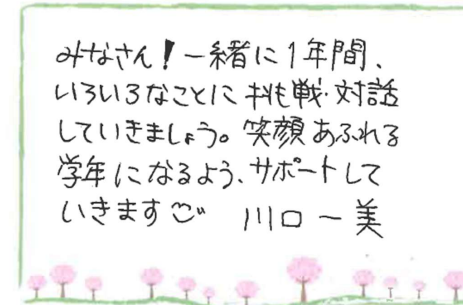 みなさん!一緒に1年間、
いろいろなことに挑戦・対話
していきましょう。笑顔あふれる
学年になるよう、サポートして
いきます 川口 一美